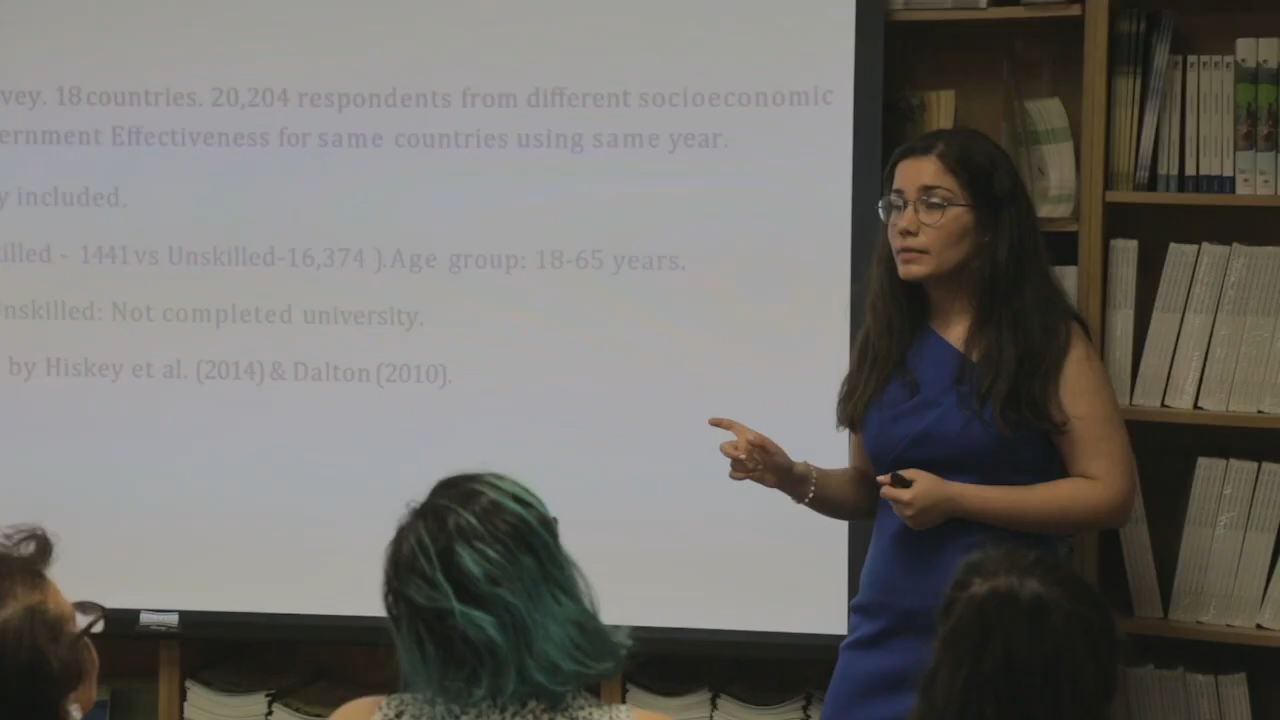 vey. 18 countries. 20,204 respondents from different socioeconomic
ernment Effectiveness for same countries using same year.
y included.
illed - 1441 vs Unskilled-16,374 ).Age group: 18-65 years.
nskilled: Not completed university.
by Hiskey et al. (2014) & Dalton (2010).